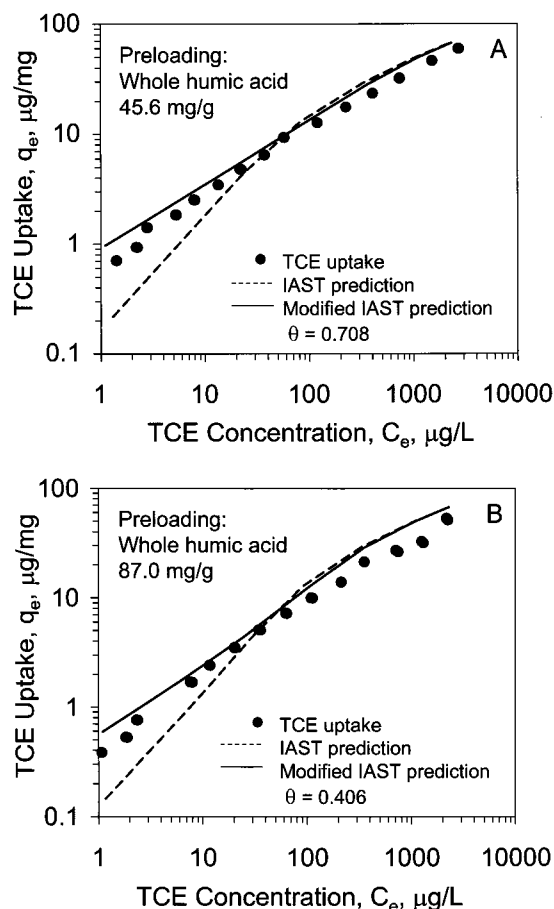 100
A
Preloading:
Whole humic acid
45.6 mg/g
10
TCE Uptake, qₑ, µg/mg
1
TCE uptake
IAST prediction
Modified IAST prediction
θ = 0.708
0.1
1 10 100 1000 10000
TCE Concentration, Cₑ, µg/L
100
B
Preloading:
Whole humic acid
87.0 mg/g
10
TCE Uptake, qₑ, µg/mg
1
TCE uptake
IAST prediction
Modified IAST prediction
θ = 0.406
0.1
1 10 100 1000 10000
TCE Concentration, Cₑ, µg/L